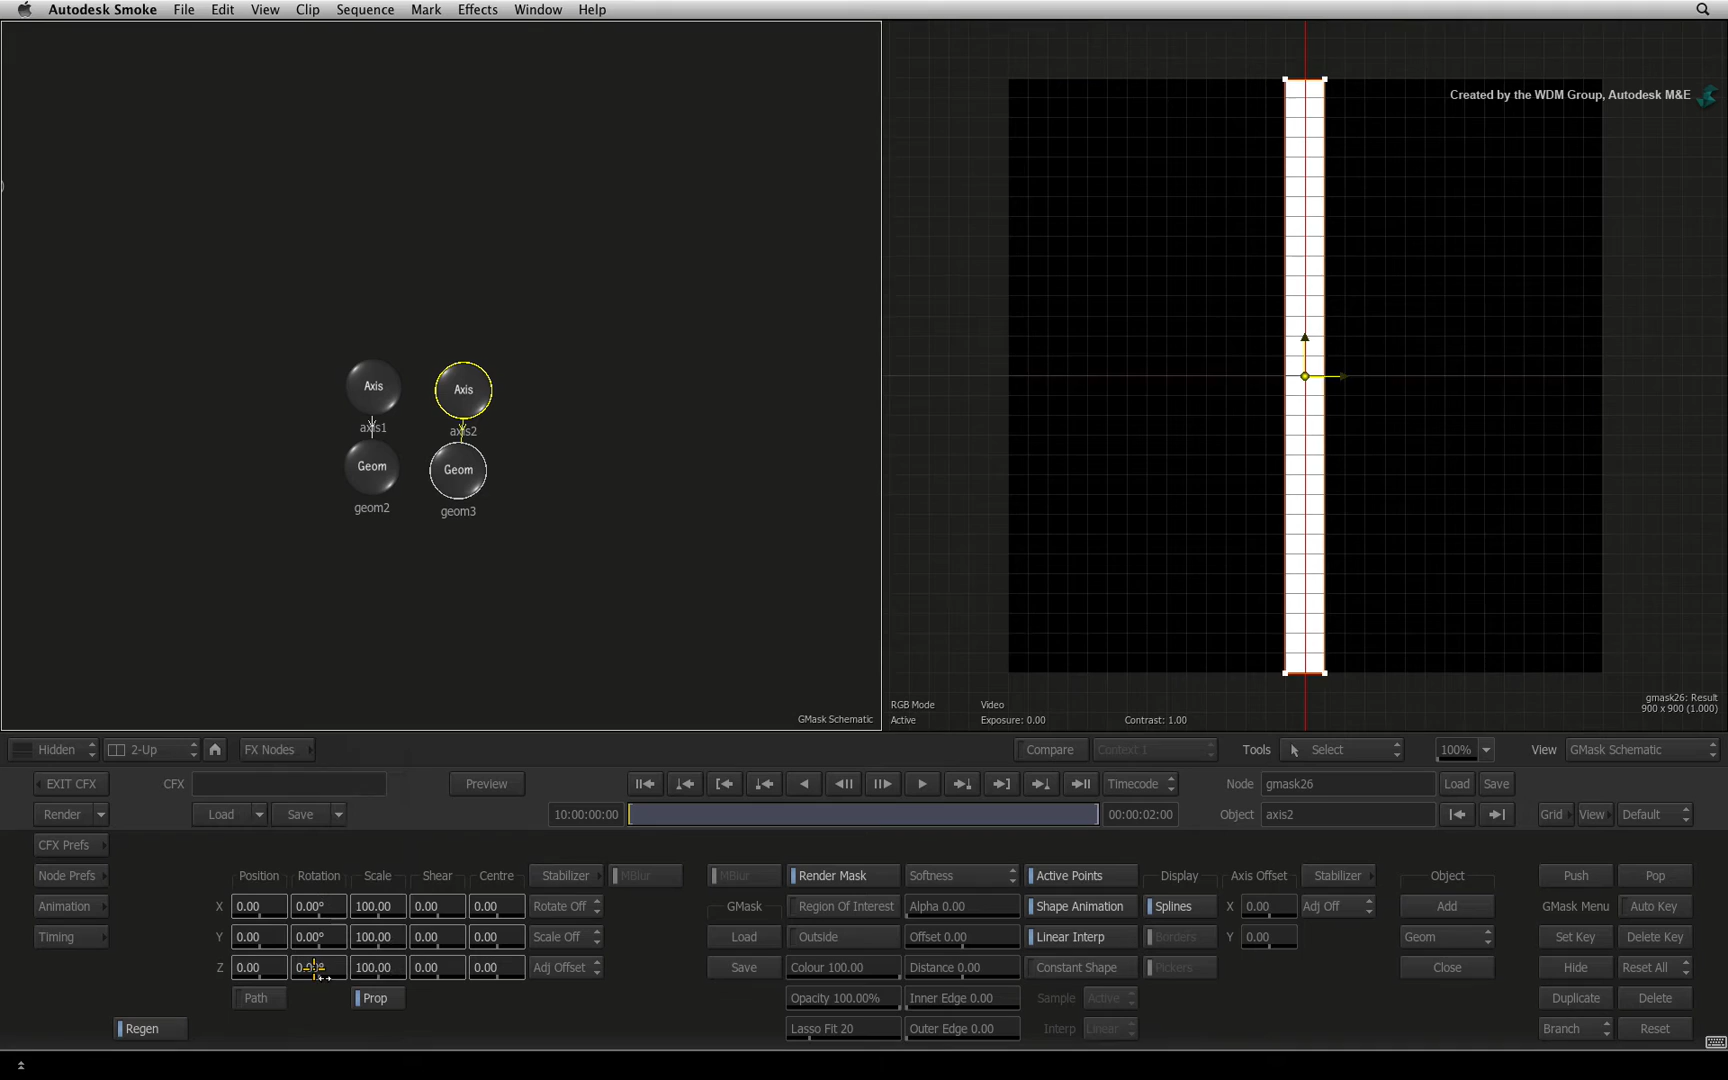 Autodesk Smoke File Edit View Clip Sequence Mark Effects Window Help
Created by the WDM Group, Autodesk M&E
Axis
axis1
Geom
geom2
Axis
axis2
Geom
geom3
GMask Schematic
RGB Mode Video
Active Exposure: 0.00 Contrast: 1.00
gmask26: Result
900 x 900 (1.000)
Hidden 2-Up FX Nodes Compare Context 1 Tools Select 100% View GMask Schematic
EXIT CFX CFX Preview Timecode Node gmask26 Load Save
Render Load Save 10:00:00:00 00:00:02:00 Object axis2 Grid View Default
CFX Prefs
Node Prefs Position Rotation Scale Shear Centre Stabilizer MBlur MBlur Render Mask Softness Active Points Display Axis Offset Stabilizer Object Push Pop
Animation X 0.00 0.00° 100.00 0.00 0.00 Rotate Off GMask Region Of Interest Alpha 0.00 Shape Animation Splines X 0.00 Adj Off Add GMask Menu Auto Key
Timing Y 0.00 0.00° 100.00 0.00 0.00 Scale Off Load Outside Offset 0.00 Linear Interp Borders Y 0.00 Geom Set Key Delete Key
Z 0.00 0.00° 100.00 0.00 0.00 Adj Offset Save Colour 100.00 Distance 0.00 Constant Shape Pickers Close Hide Reset All
Path Prop Opacity 100.00% Inner Edge 0.00 Sample Active Duplicate Delete
Regen Lasso Fit 20 Outer Edge 0.00 Interp Linear Branch Reset